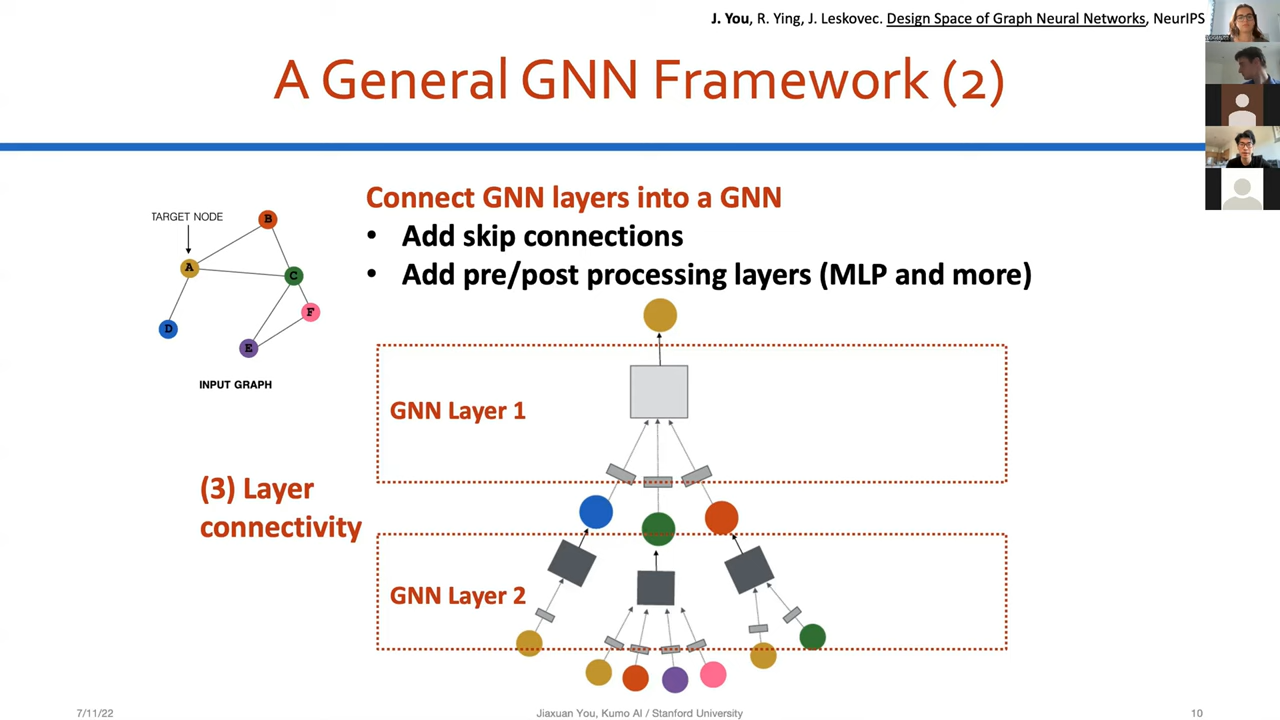 J. You, R. Ying, J. Leskovec. Design Space of Graph Neural Networks, NeurIPS
A General GNN Framework (2)
Connect GNN layers into a GNN
• Add skip connections
• Add pre/post processing layers (MLP and more)
TARGET NODE
B
A
C
F
D
E
INPUT GRAPH
GNN Layer 1
(3) Layer
connectivity
GNN Layer 2
7/11/22
Jiaxuan You, Kumo AI / Stanford University
10